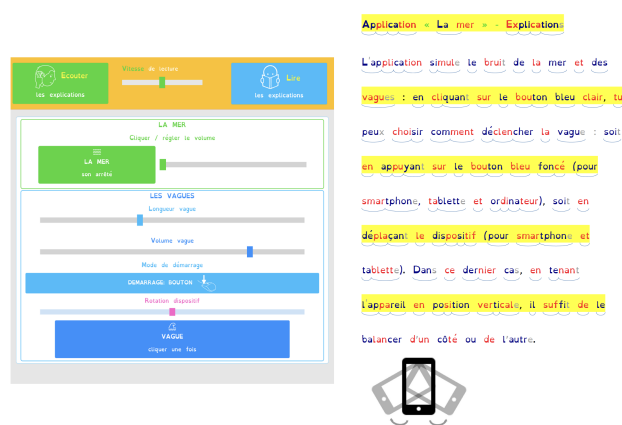 Vitesse de lecture
Ecouter
les explications
Lire
les explications
LA MER
Cliquer / régler le volume
LA MER
son arrêté
LES VAGUES
Longueur vague
Volume vague
Mode de démarrage
DEMARRAGE: BOUTON
Rotation dispositif
VAGUE
cliquer une fois
Application « La mer » - Explications
L'application simule le bruit de la mer et des
vagues : en cliquant sur le bouton bleu clair, tu
peux choisir comment déclencher la vague : soit
en appuyant sur le bouton bleu foncé (pour
smartphone, tablette et ordinateur), soit en
déplaçant le dispositif (pour smartphone et
tablette). Dans ce dernier cas, en tenant
l'appareil en position verticale, il suffit de le
balancer d'un côté ou de l'autre.